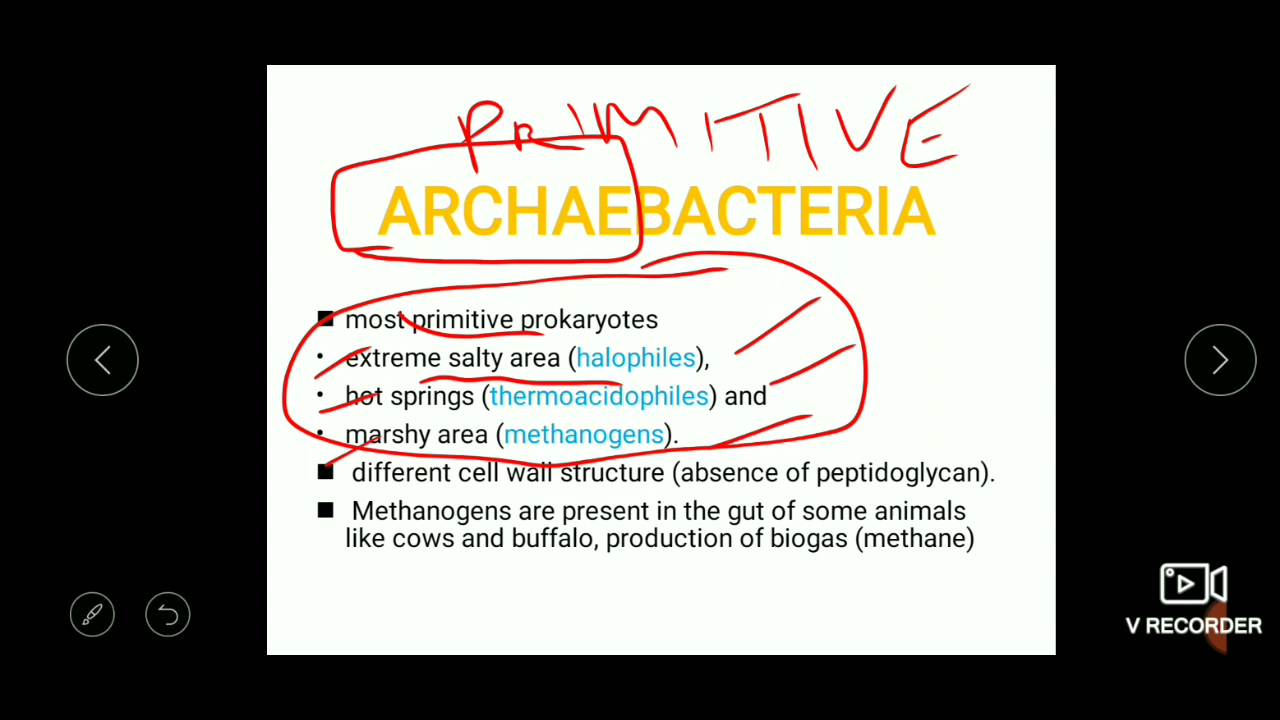 PRIMITIVE
ARCHAEBACTERIA
■ most primitive prokaryotes
• extreme salty area (halophiles),
• hot springs (thermoacidophiles) and
• marshy area (methanogens).
■ different cell wall structure (absence of peptidoglycan).
■ Methanogens are present in the gut of some animals
like cows and buffalo, production of biogas (methane)
V RECORDER